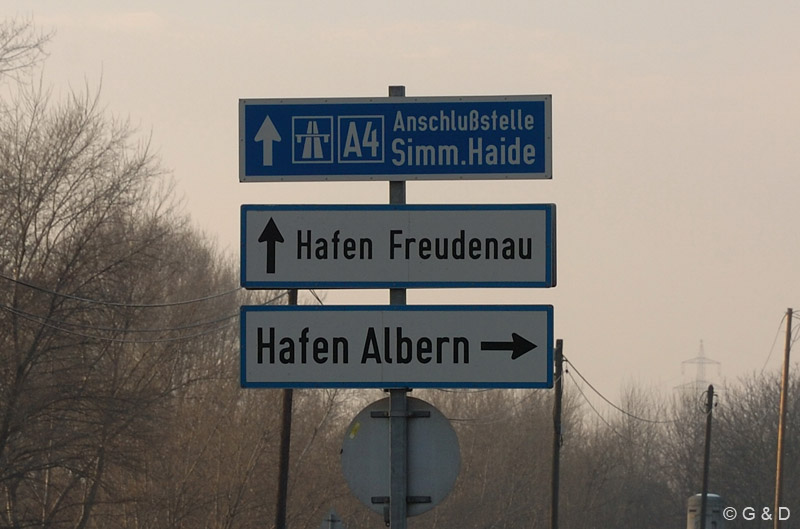 A4 Anschlußstelle
Simm.Haide
Hafen Freudenau
Hafen Albern
© G & D